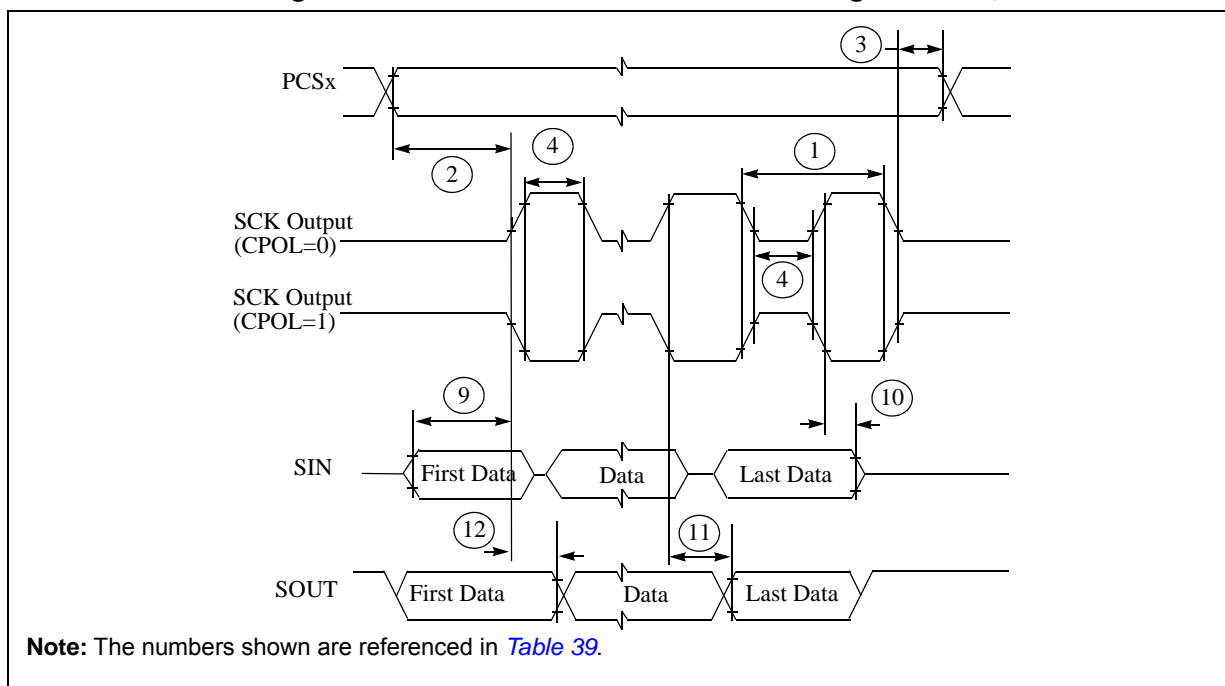 3
PCSx
2
4
1
SCK Output
(CPOL=0)
4
SCK Output
(CPOL=1)
9
10
SIN
First Data
Data
Last Data
12
11
SOUT
First Data
Data
Last Data
Note: The numbers shown are referenced in Table 39.